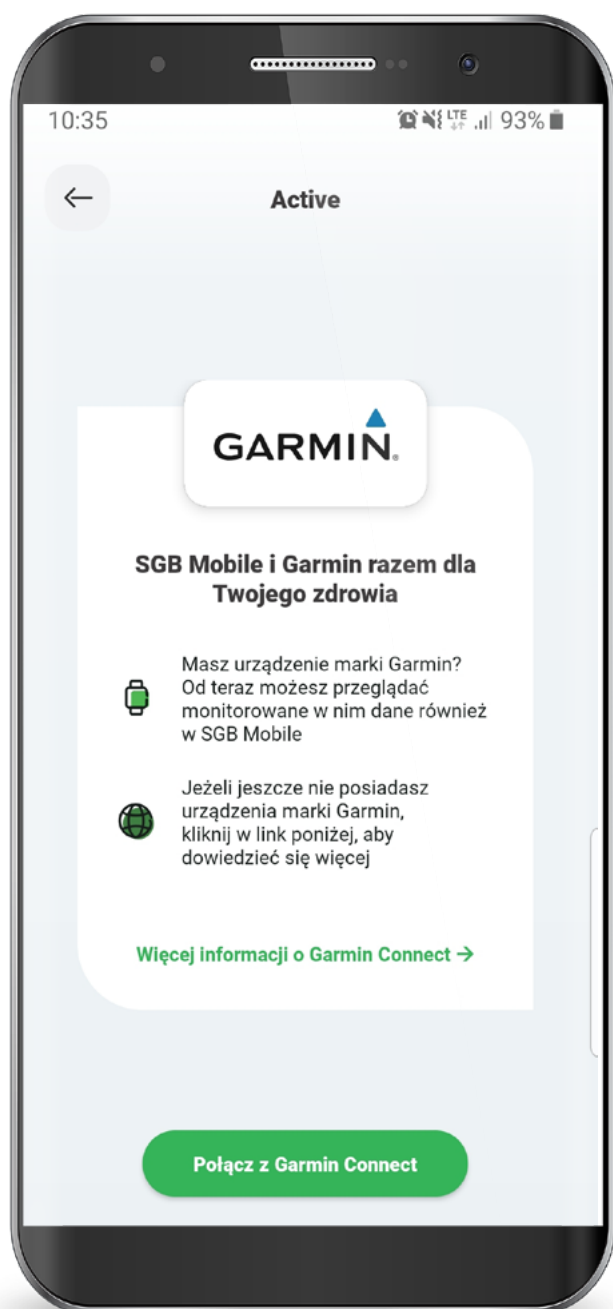 10:35
LTE
93%
Active
GARMIN®
SGB Mobile i Garmin razem dla
Twojego zdrowia
Masz urządzenie marki Garmin?
Od teraz możesz przeglądać
monitorowane w nim dane również
w SGB Mobile
Jeżeli jeszcze nie posiadasz
urządzenia marki Garmin,
kliknij w link poniżej, aby
dowiedzieć się więcej
Więcej informacji o Garmin Connect →
Połącz z Garmin Connect